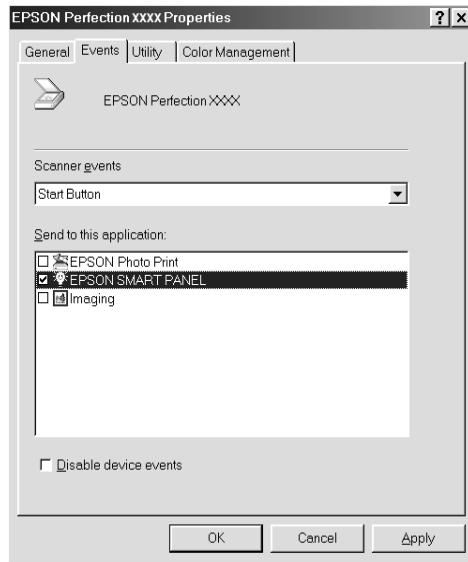 EPSON Perfection XXXX Properties
General Events Utility Color Management
EPSON Perfection XXXX
Scanner events
Start Button
Send to this application:
EPSON Photo Print
EPSON SMART PANEL
Imaging
Disable device events
OK Cancel Apply